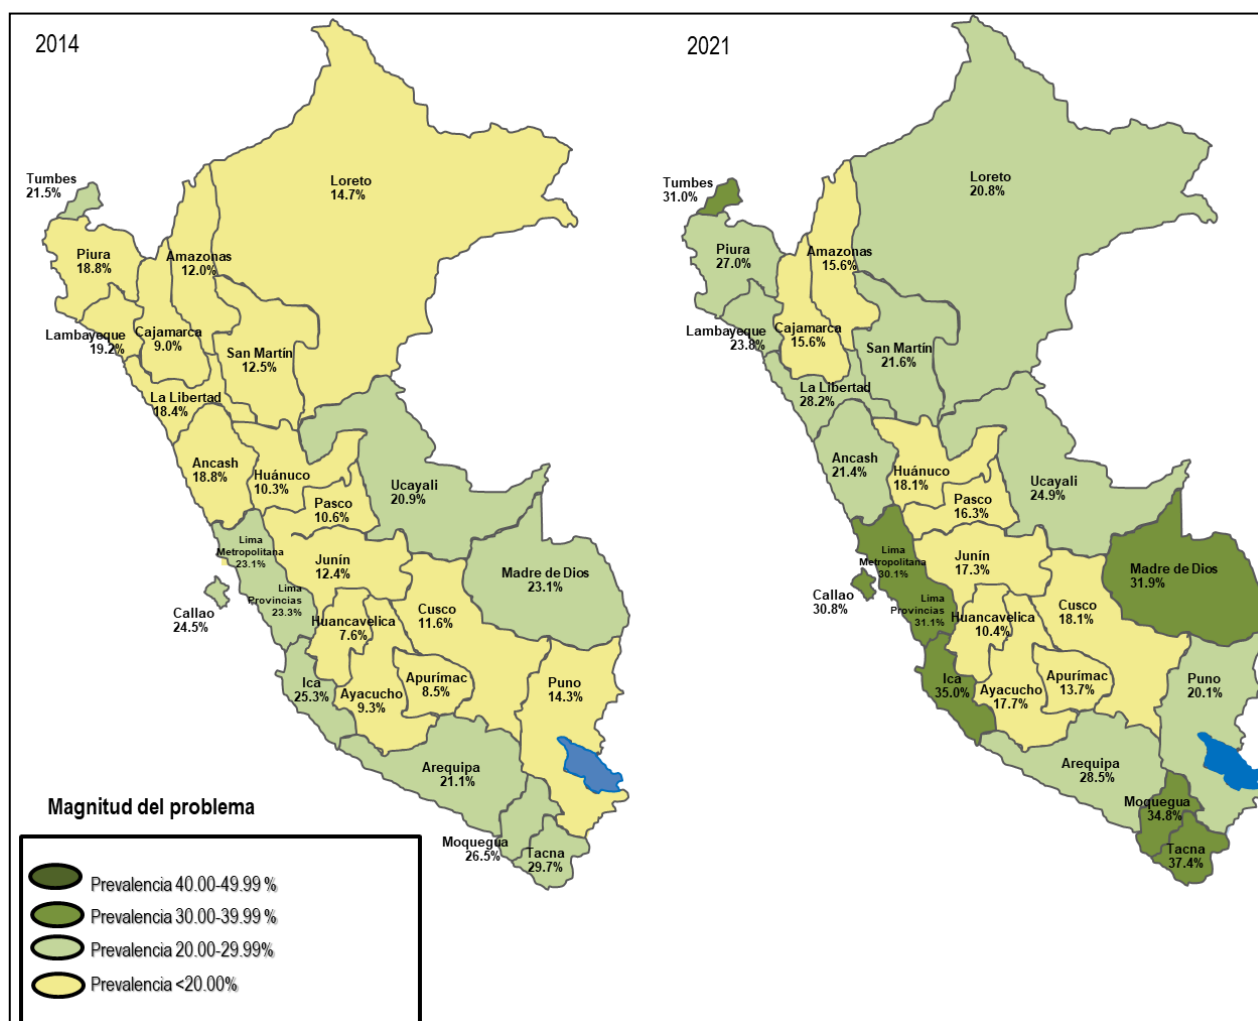 2014
Tumbes
21.5%
Loreto
14.7%
Piura
18.8%
Amazonas
12.0%
Lambayeque
19.2%
Cajamarca
9.0%
San Martín
12.5%
La Libertad
18.4%
Ancash
18.8%
Huánuco
10.3%
Ucayali
20.9%
Pasco
10.6%
Lima
Metropolitana
23.1%
Junín
12.4%
Madre de Dios
23.1%
Lima
Provincias
23.3%
Callao
24.5%
Cusco
11.6%
Huancavelica
7.6%
Ica
25.3%
Ayacucho
9.3%
Apurímac
8.5%
Puno
14.3%
Arequipa
21.1%
Moquegua
26.5%
Tacna
29.7%
2021
Tumbes
31.0%
Loreto
20.8%
Piura
27.0%
Amazonas
15.6%
Lambayeque
23.8%
Cajamarca
15.6%
San Martín
21.6%
La Libertad
28.2%
Ancash
21.4%
Huánuco
18.1%
Ucayali
24.9%
Pasco
16.3%
Lima
Metropolitana
30.1%
Junín
17.3%
Madre de Dios
31.9%
Callao
30.8%
Lima
Provincias
31.1%
Cusco
18.1%
Huancavelica
10.4%
Ica
35.0%
Ayacucho
17.7%
Apurímac
13.7%
Puno
20.1%
Arequipa
28.5%
Moquegua
34.8%
Tacna
37.4%
Magnitud del problema
Prevalencia 40.00-49.99 %
Prevalencia 30.00-39.99 %
Prevalencia 20.00-29.99%
Prevalencia <20.00%